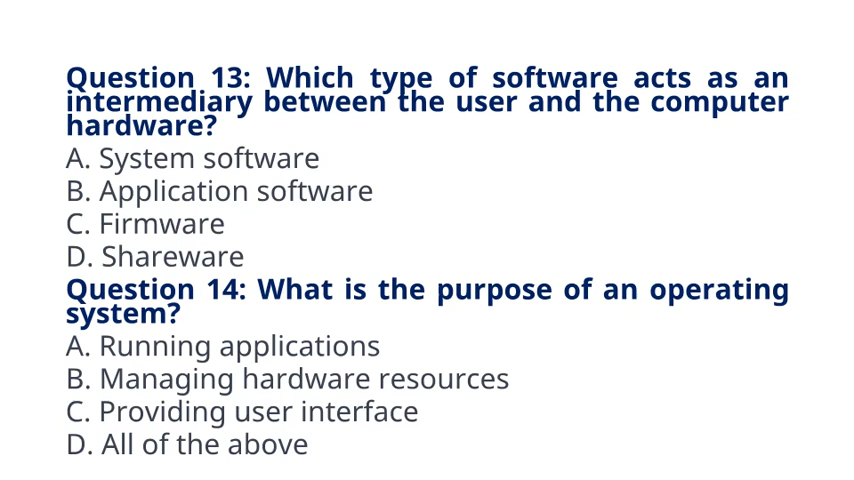 Question 13: Which type of software acts as an
intermediary between the user and the computer
hardware?
A. System software
B. Application software
C. Firmware
D. Shareware
Question 14: What is the purpose of an operating
system?
A. Running applications
B. Managing hardware resources
C. Providing user interface
D. All of the above